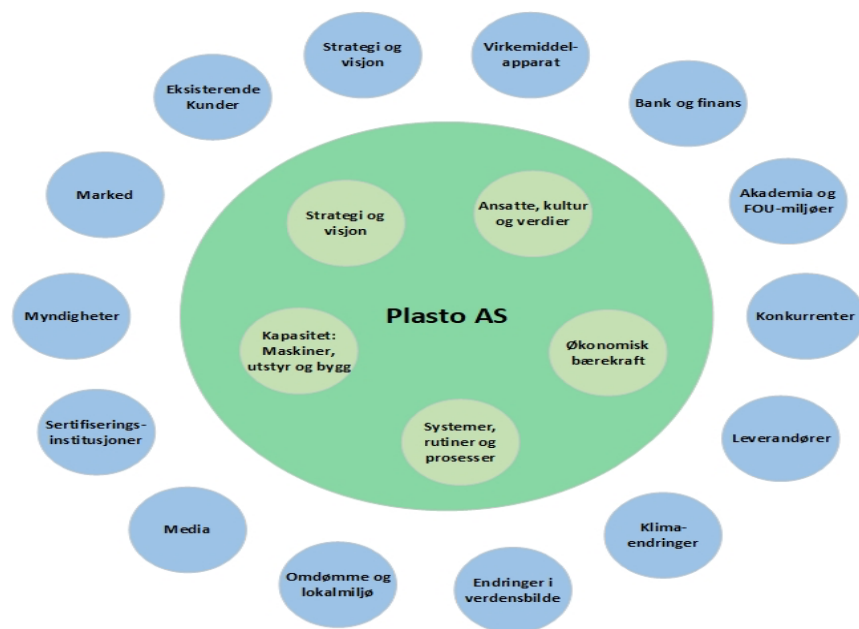 Strategi og
visjon
Virkemiddel-
apparat
Eksisterende
Kunder
Bank og finans
Marked
Akademia og
FOU-miljøer
Strategi og
visjon
Ansatte, kultur
og verdier
Myndigheter
Plasto AS
Konkurrenter
Kapasitet:
Maskiner,
utstyr og bygg
Økonomisk
bærekraft
Sertifiserings-
institusjoner
Systemer,
rutiner og
prosesser
Leverandører
Media
Klima-
endringer
Omdømme og
lokalmiljø
Endringer i
verdensbilde